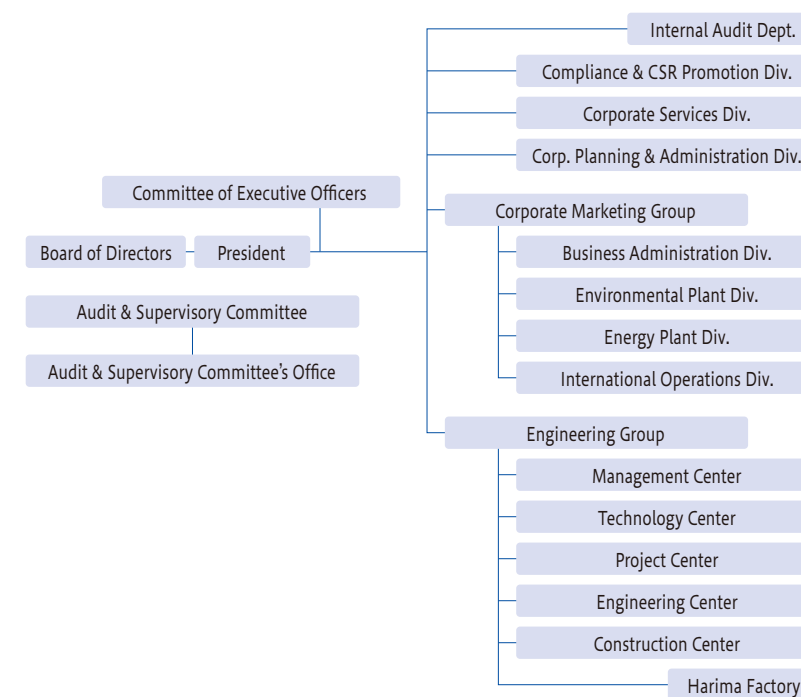 Internal Audit Dept.
Compliance & CSR Promotion Div.
Corporate Services Div.
Corp. Planning & Administration Div.
Committee of Executive Officers
Corporate Marketing Group
Board of Directors
President
Business Administration Div.
Environmental Plant Div.
Audit & Supervisory Committee
Energy Plant Div.
Audit & Supervisory Committee’s Office
International Operations Div.
Engineering Group
Management Center
Technology Center
Project Center
Engineering Center
Construction Center
Harima Factory